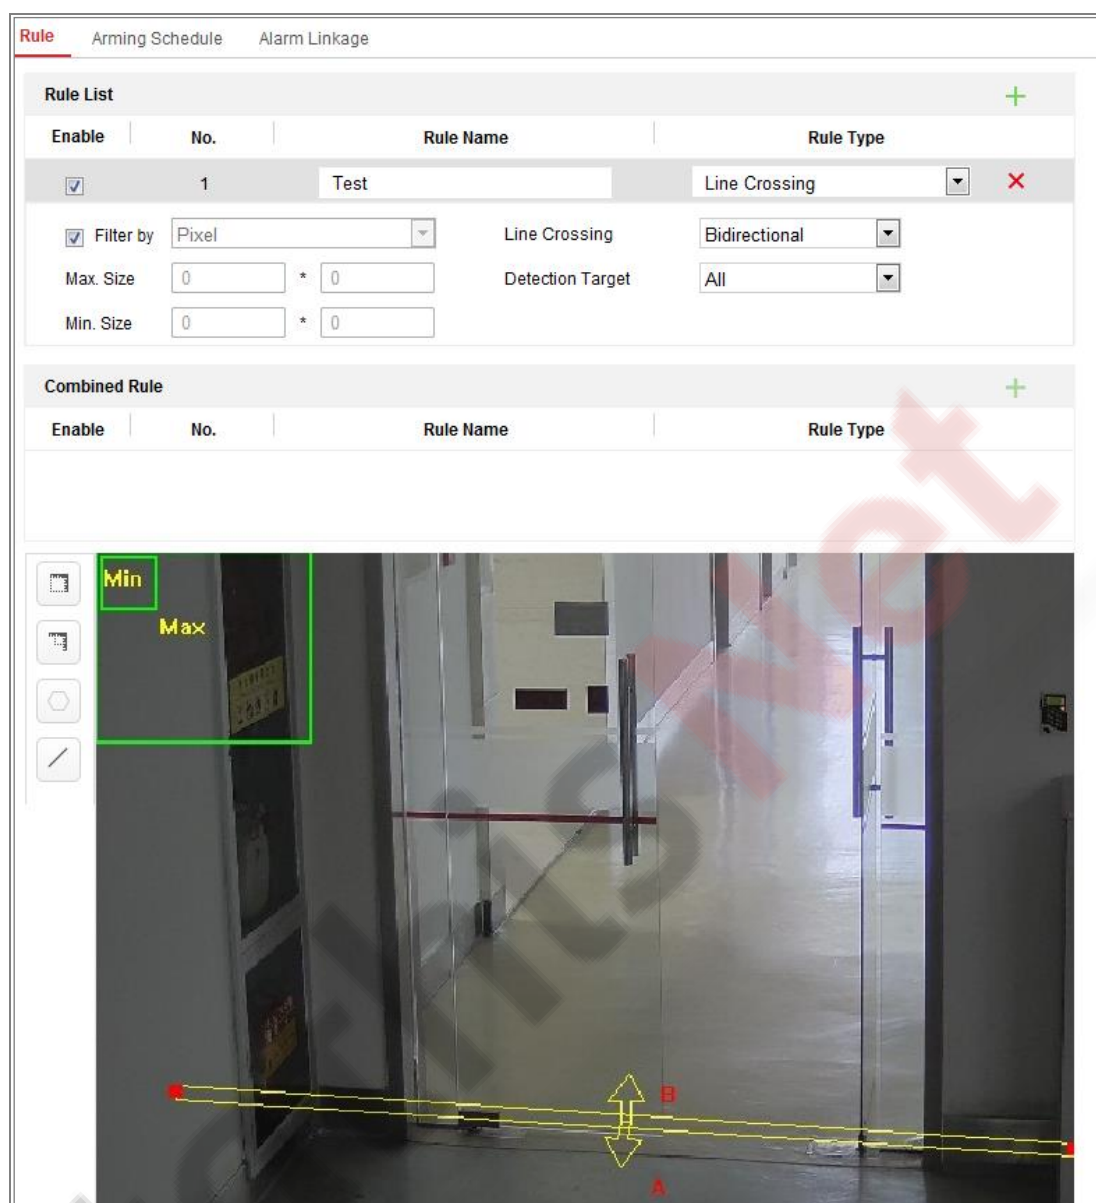 Rule Arming Schedule Alarm Linkage
Rule List
Enable No. Rule Name Rule Type
1 Test Line Crossing
Filter by Pixel Line Crossing Bidirectional
Max. Size 0 * 0 Detection Target All
Min. Size 0 * 0
Combined Rule
Enable No. Rule Name Rule Type
Min
Max
B
A